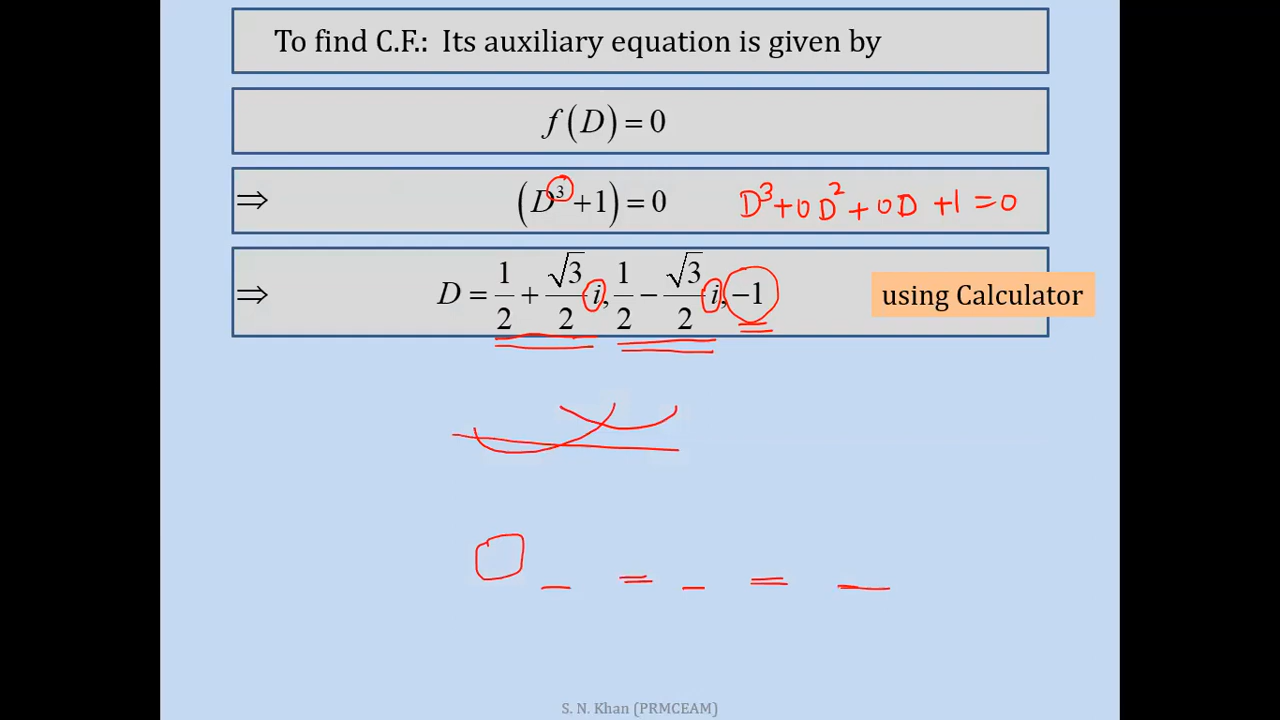 To find C.F.: Its auxiliary equation is given by
f(D) = 0
⇒ (D³ + 1) = 0 D³ + 0D² + 0D + 1 = 0
⇒ D = 1/2 + √3/2 i, 1/2 − √3/2 i, −1 using Calculator
S. N. Khan (PRMCEAM)